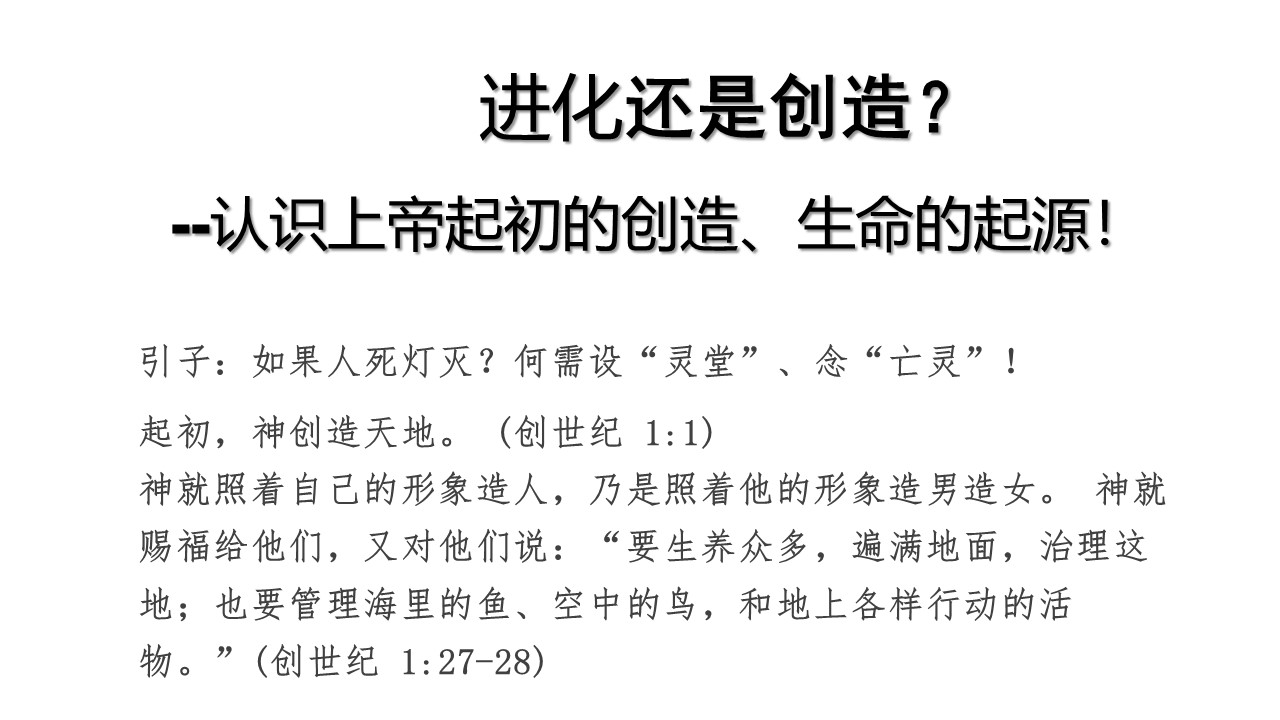 进化还是创造？
--认识上帝起初的创造、生命的起源！
引子：如果人死灯灭？何需设“灵堂”、念“亡灵”！
起初，神创造天地。 (创世纪 1:1)
神就照着自己的形象造人，乃是照着他的形象造男造女。 神就
赐福给他们，又对他们说：“要生养众多，遍满地面，治理这
地；也要管理海里的鱼、空中的鸟，和地上各样行动的活
物。”(创世纪 1:27-28)